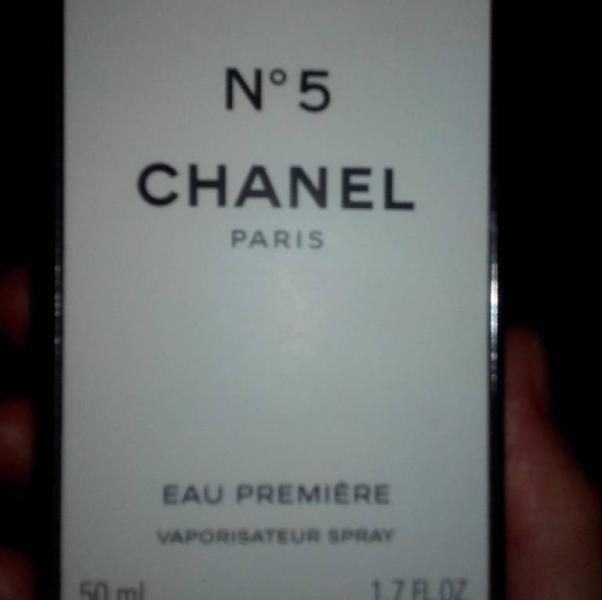 N° 5
CHANEL
PARIS
EAU PREMIÈRE
VAPORISATEUR SPRAY
50 ml 1.7 FL.OZ